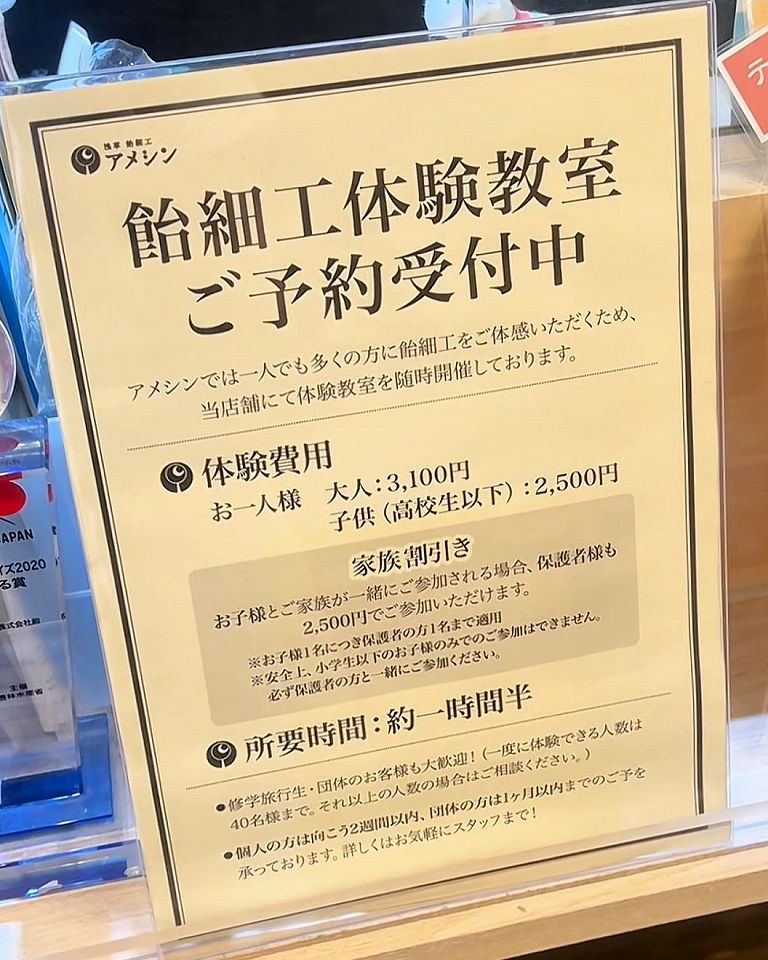 浅草 飴細工
アメシン
飴細工体験教室
ご予約受付中
アメシンでは一人でも多くの方に飴細工をご体感いただくため、
当店舗にて体験教室を随時開催しております。
体験費用
お一人様 大人：3,100円
子供（高校生以下）：2,500円
家族割引き
お子様とご家族が一緒にご参加される場合、保護者様も
2,500円でご参加いただけます。
※お子様1名につき保護者の方1名まで適用
※安全上、小学生以下のお子様のみでのご参加はできません。
必ず保護者の方と一緒にご参加ください。
所要時間：約一時間半
●修学旅行生・団体のお客様も大歓迎！（一度に体験できる人数は
40名様まで。それ以上の人数の場合はご相談ください。）
●個人の方は向こう2週間以内、団体の方は1ヶ月以内までのご予を
承っております。詳しくはお気軽にスタッフまで！
テ
JAPAN
イズ2020
る賞
株式会社殿
主催
農林水産省